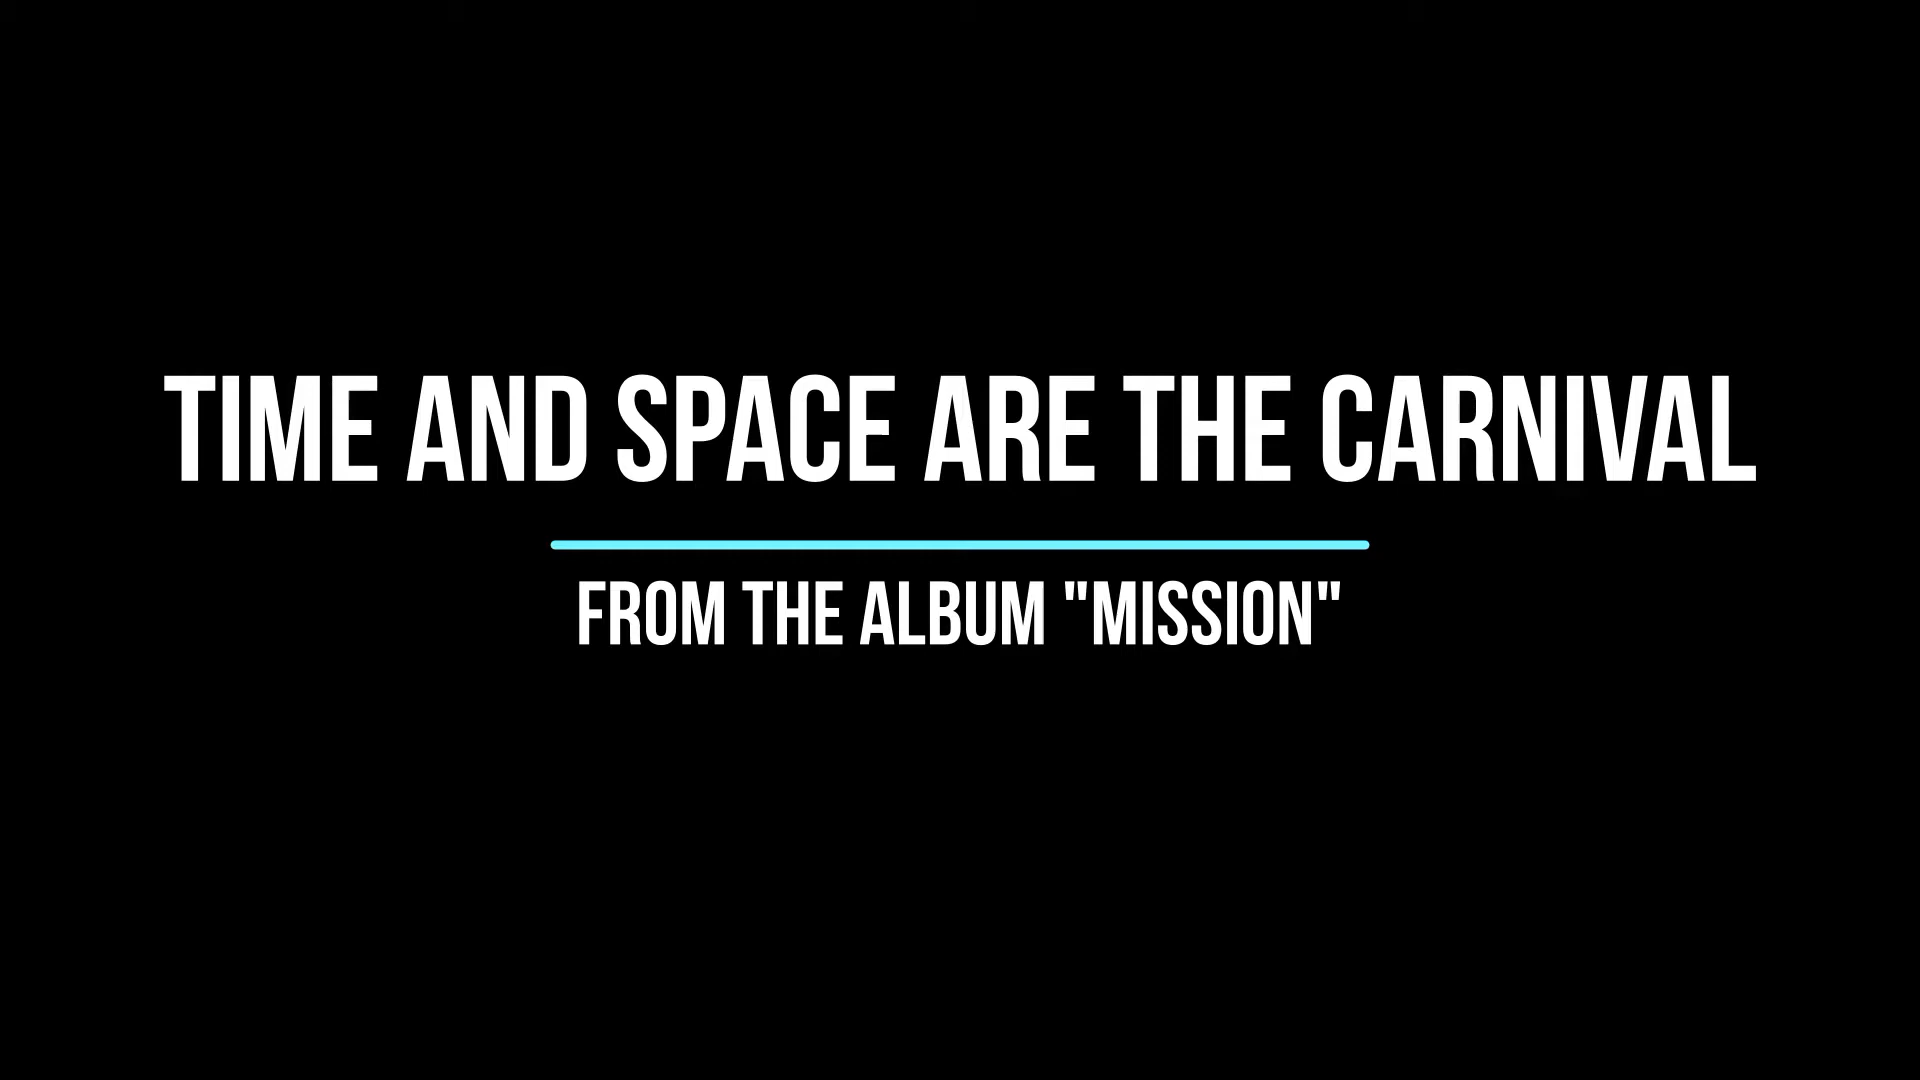 TIME AND SPACE ARE THE CARNIVAL
FROM THE ALBUM "MISSION"